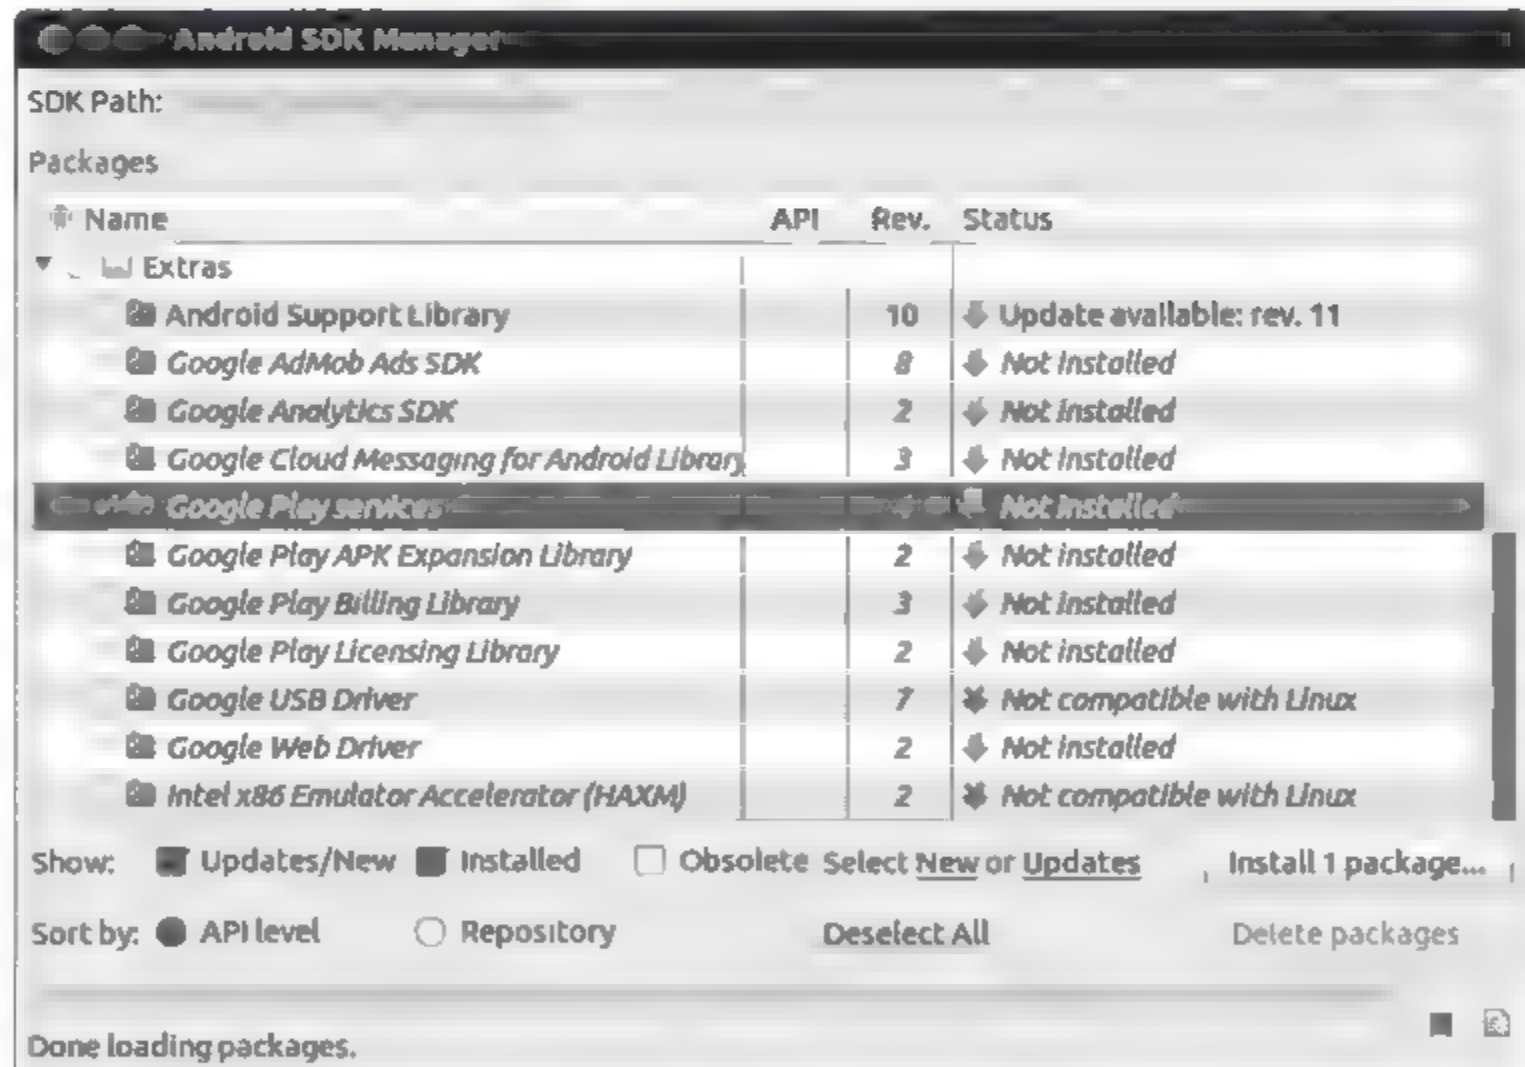 Android SDK Manager
SDK Path:
Packages
Name API Rev. Status
Extras
Android Support Library 10 Update available: rev. 11
Google AdMob Ads SDK 8 Not installed
Google Analytics SDK 2 Not installed
Google Cloud Messaging for Android Library 3 Not installed
Google Play services Not installed
Google Play APK Expansion Library 2 Not installed
Google Play Billing Library 3 Not installed
Google Play Licensing Library 2 Not installed
Google USB Driver 7 Not compatible with Linux
Google Web Driver 2 Not installed
Intel x86 Emulator Accelerator (HAXM) 2 Not compatible with Linux
Show: Updates/New Installed Obsolete Select New or Updates Install 1 package...
Sort by: API level Repository Deselect All Delete packages
Done loading packages.